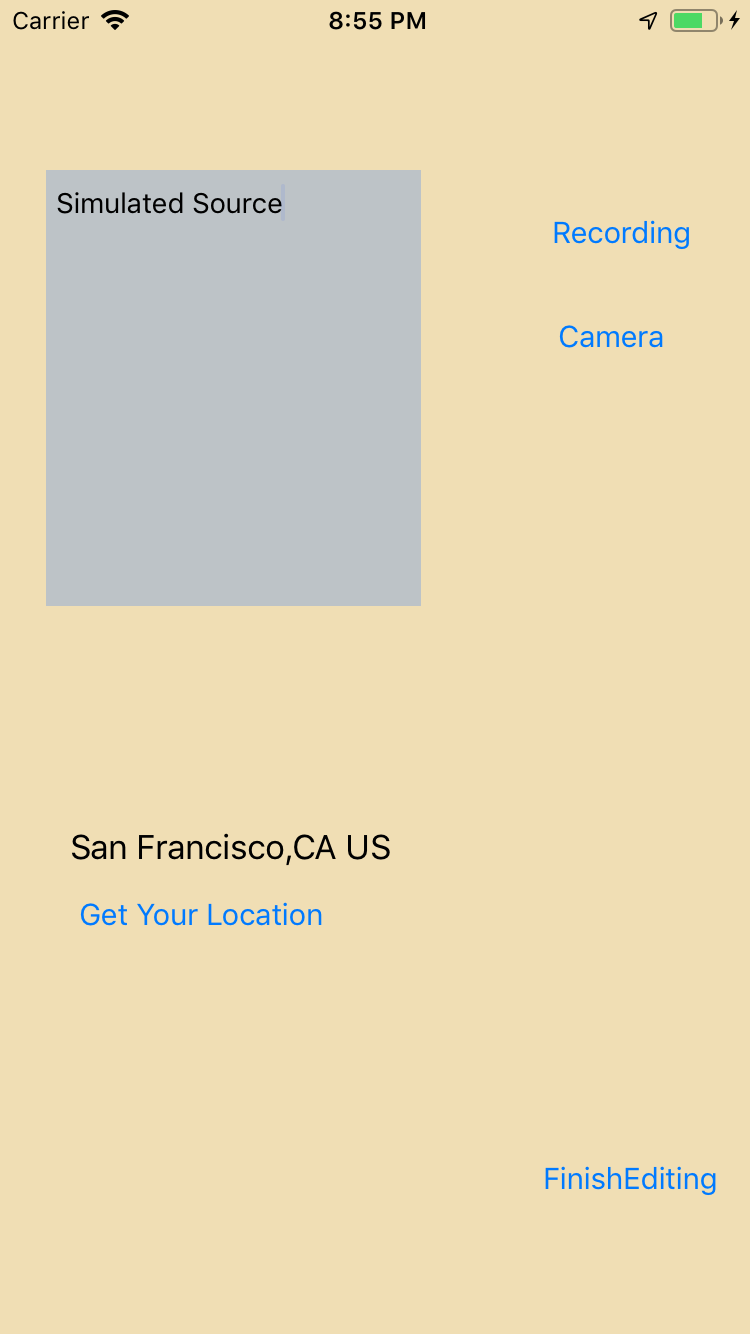 Carrier 8:55 PM
Simulated Source
Recording
Camera
San Francisco,CA US
Get Your Location
FinishEditing